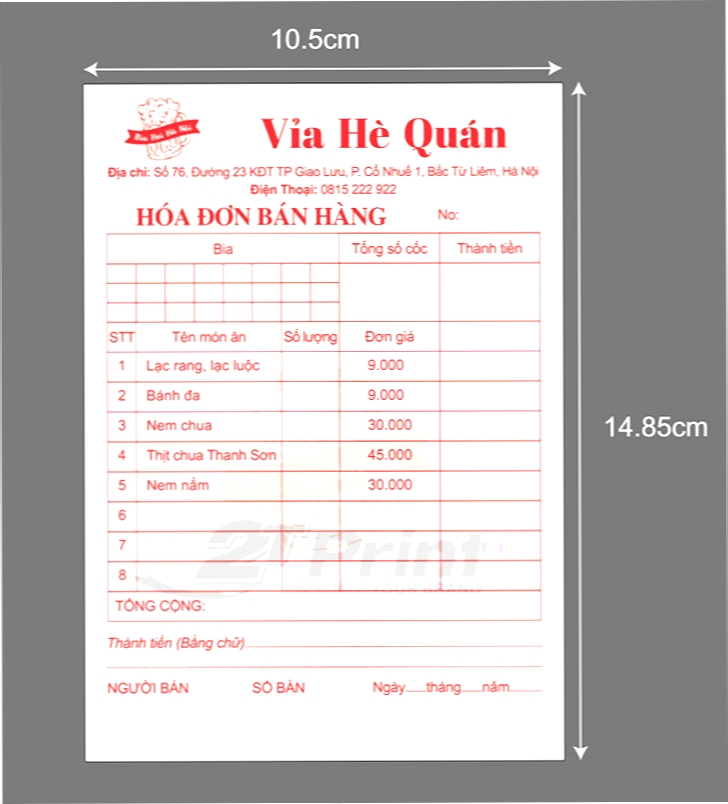 10.5cm
14.85cm
Bia Hơi Hà Nội
Vỉa Hè Quán
Địa chỉ: Số 76, Đường 23 KĐT TP Giao Lưu, P. Cổ Nhuế 1, Bắc Từ Liêm, Hà Nội
Điện Thoại: 0815 222 922
HÓA ĐƠN BÁN HÀNG No:
Bia Tổng số cốc Thành tiền
STT Tên món ăn Số lượng Đơn giá
1 Lạc rang, lạc luộc 9.000
2 Bánh đa 9.000
3 Nem chua 30.000
4 Thịt chua Thanh Sơn 45.000
5 Nem nắm 30.000
6
7
8
2T Print
TỔNG CỘNG:
Thành tiền (Bằng chữ)
NGƯỜI BÁN SỐ BÀN Ngày......tháng......năm.........